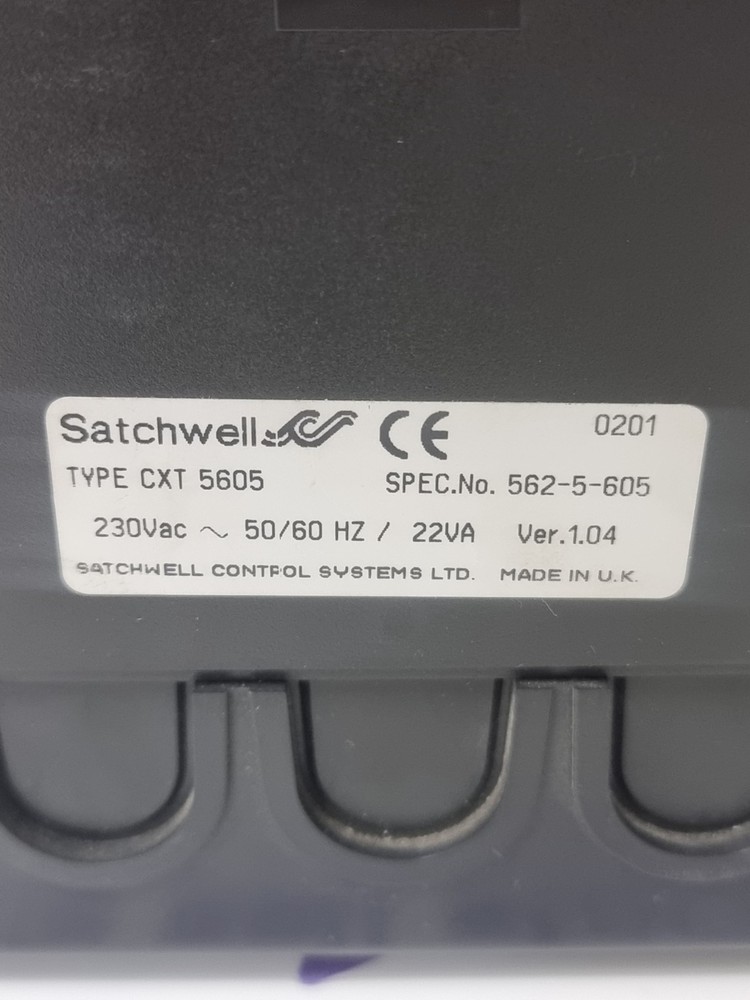 Satchwell CE 0201
TYPE CXT 5605 SPEC.No. 562-5-605
230Vac ~ 50/60 HZ / 22VA Ver.1.04
SATCHWELL CONTROL SYSTEMS LTD. MADE IN U.K.